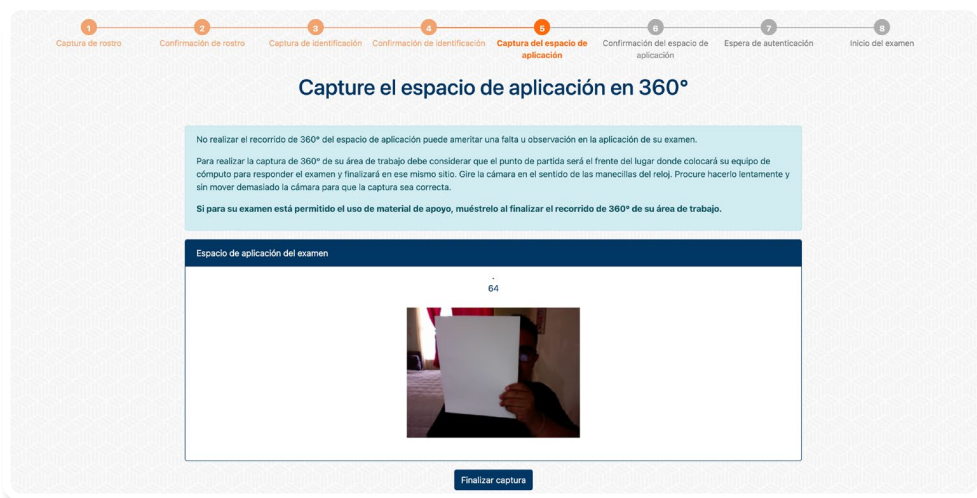 1 2 3 4 5 6 7 8
Captura de rostro Confirmación de rostro Captura de identificación Confirmación de identificación Captura del espacio de aplicación Confirmación del espacio de aplicación Espera de autenticación Inicio del examen
Capture el espacio de aplicación en 360°
No realizar el recorrido de 360° del espacio de aplicación puede ameritar una falta u observación en la aplicación de su examen.
Para realizar la captura de 360° de su área de trabajo debe considerar que el punto de partida será el frente del lugar donde colocará su equipo de
cómputo para responder el examen y finalizará en ese mismo sitio. Gire la cámara en el sentido de las manecillas del reloj. Procure hacerlo lentamente y
sin mover demasiado la cámara para que la captura sea correcta.
Si para su examen está permitido el uso de material de apoyo, muéstrelo al finalizar el recorrido de 360° de su área de trabajo.
Espacio de aplicación del examen
.
64
Finalizar captura